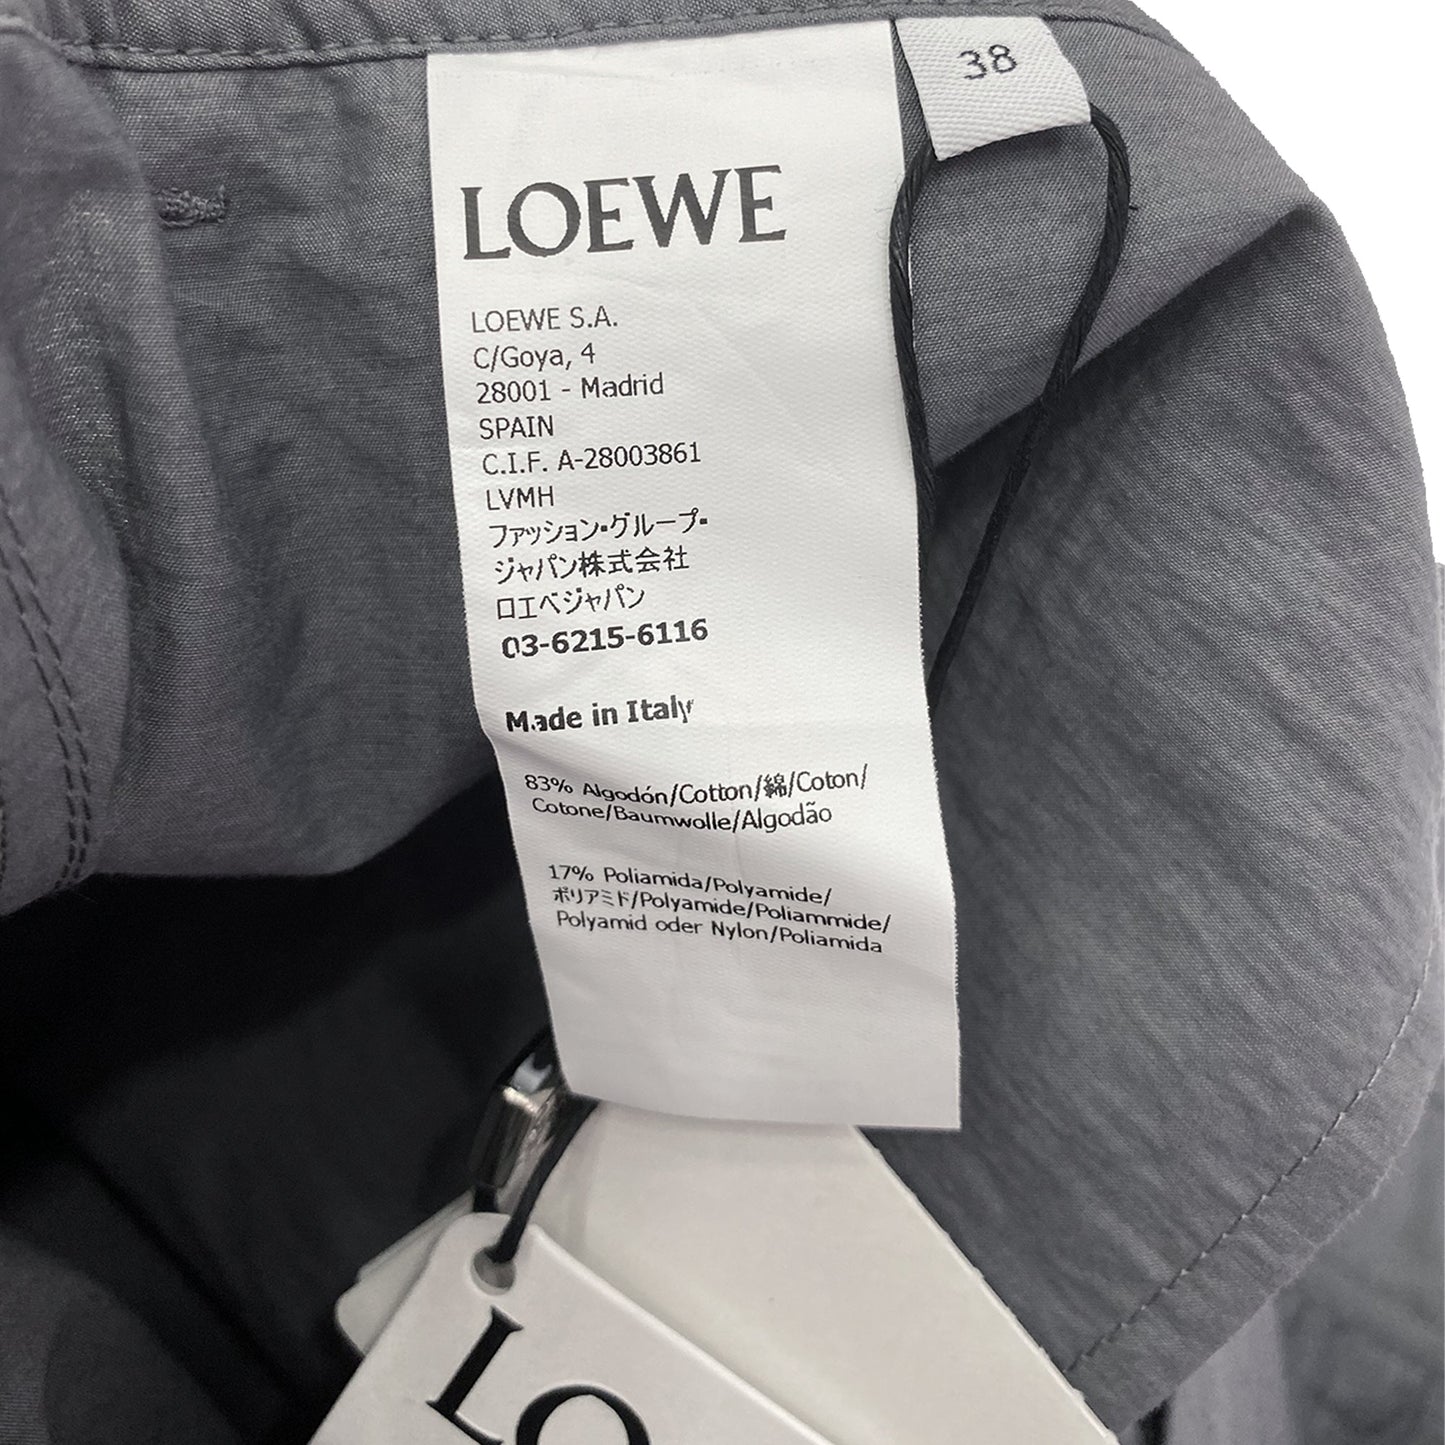 38
LOEWE
LOEWE S.A.
C/Goya, 4
28001 - Madrid
SPAIN
C.I.F. A-28003861
LVMH
ファッション・グループ・
ジャパン株式会社
ロエベジャパン
03-6215-6116
Made in Italy
83% Algodón/Cotton/綿/Coton/
Cotone/Baumwolle/Algodão
17% Poliamida/Polyamide/
ポリアミド/Polyamide/Poliammide/
Polyamid oder Nylon/Poliamida
LO